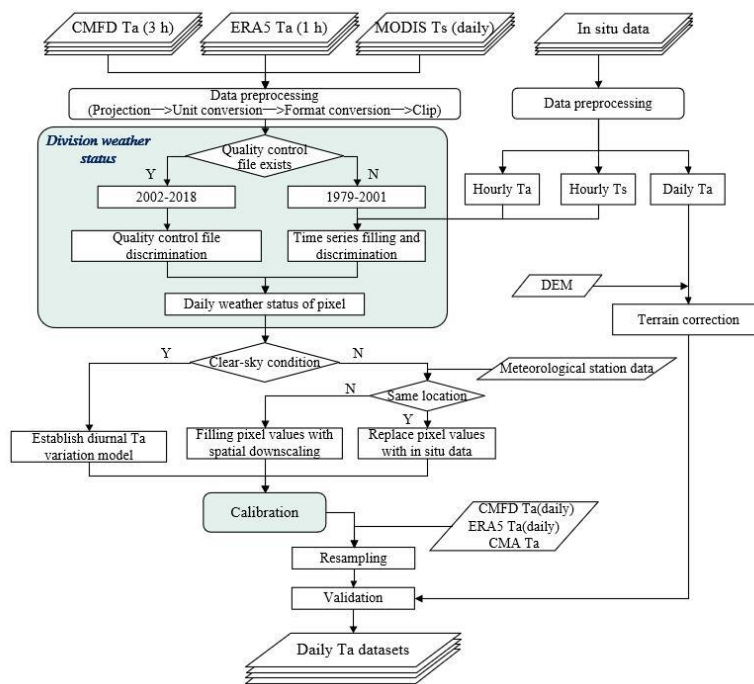 CMFD Ta (3 h)
ERA5 Ta (1 h)
MODIS Ts (daily)
In situ data
Data preprocessing
(Projection—>Unit conversion—>Format conversion—>Clip)
Data preprocessing
Division weather
status
Quality control
file exists
Y
N
2002-2018
1979-2001
Hourly Ta
Hourly Ts
Daily Ta
Quality control file
discrimination
Time series filling and
discrimination
Daily weather status of pixel
DEM
Terrain correction
Y
Clear-sky condition
N
Meteorological station data
N
Same location
Y
Establish diurnal Ta
variation model
Filling pixel values with
spatial downscaling
Replace pixel values
with in situ data
Calibration
CMFD Ta(daily)
ERA5 Ta(daily)
CMA Ta
Resampling
Validation
Daily Ta datasets